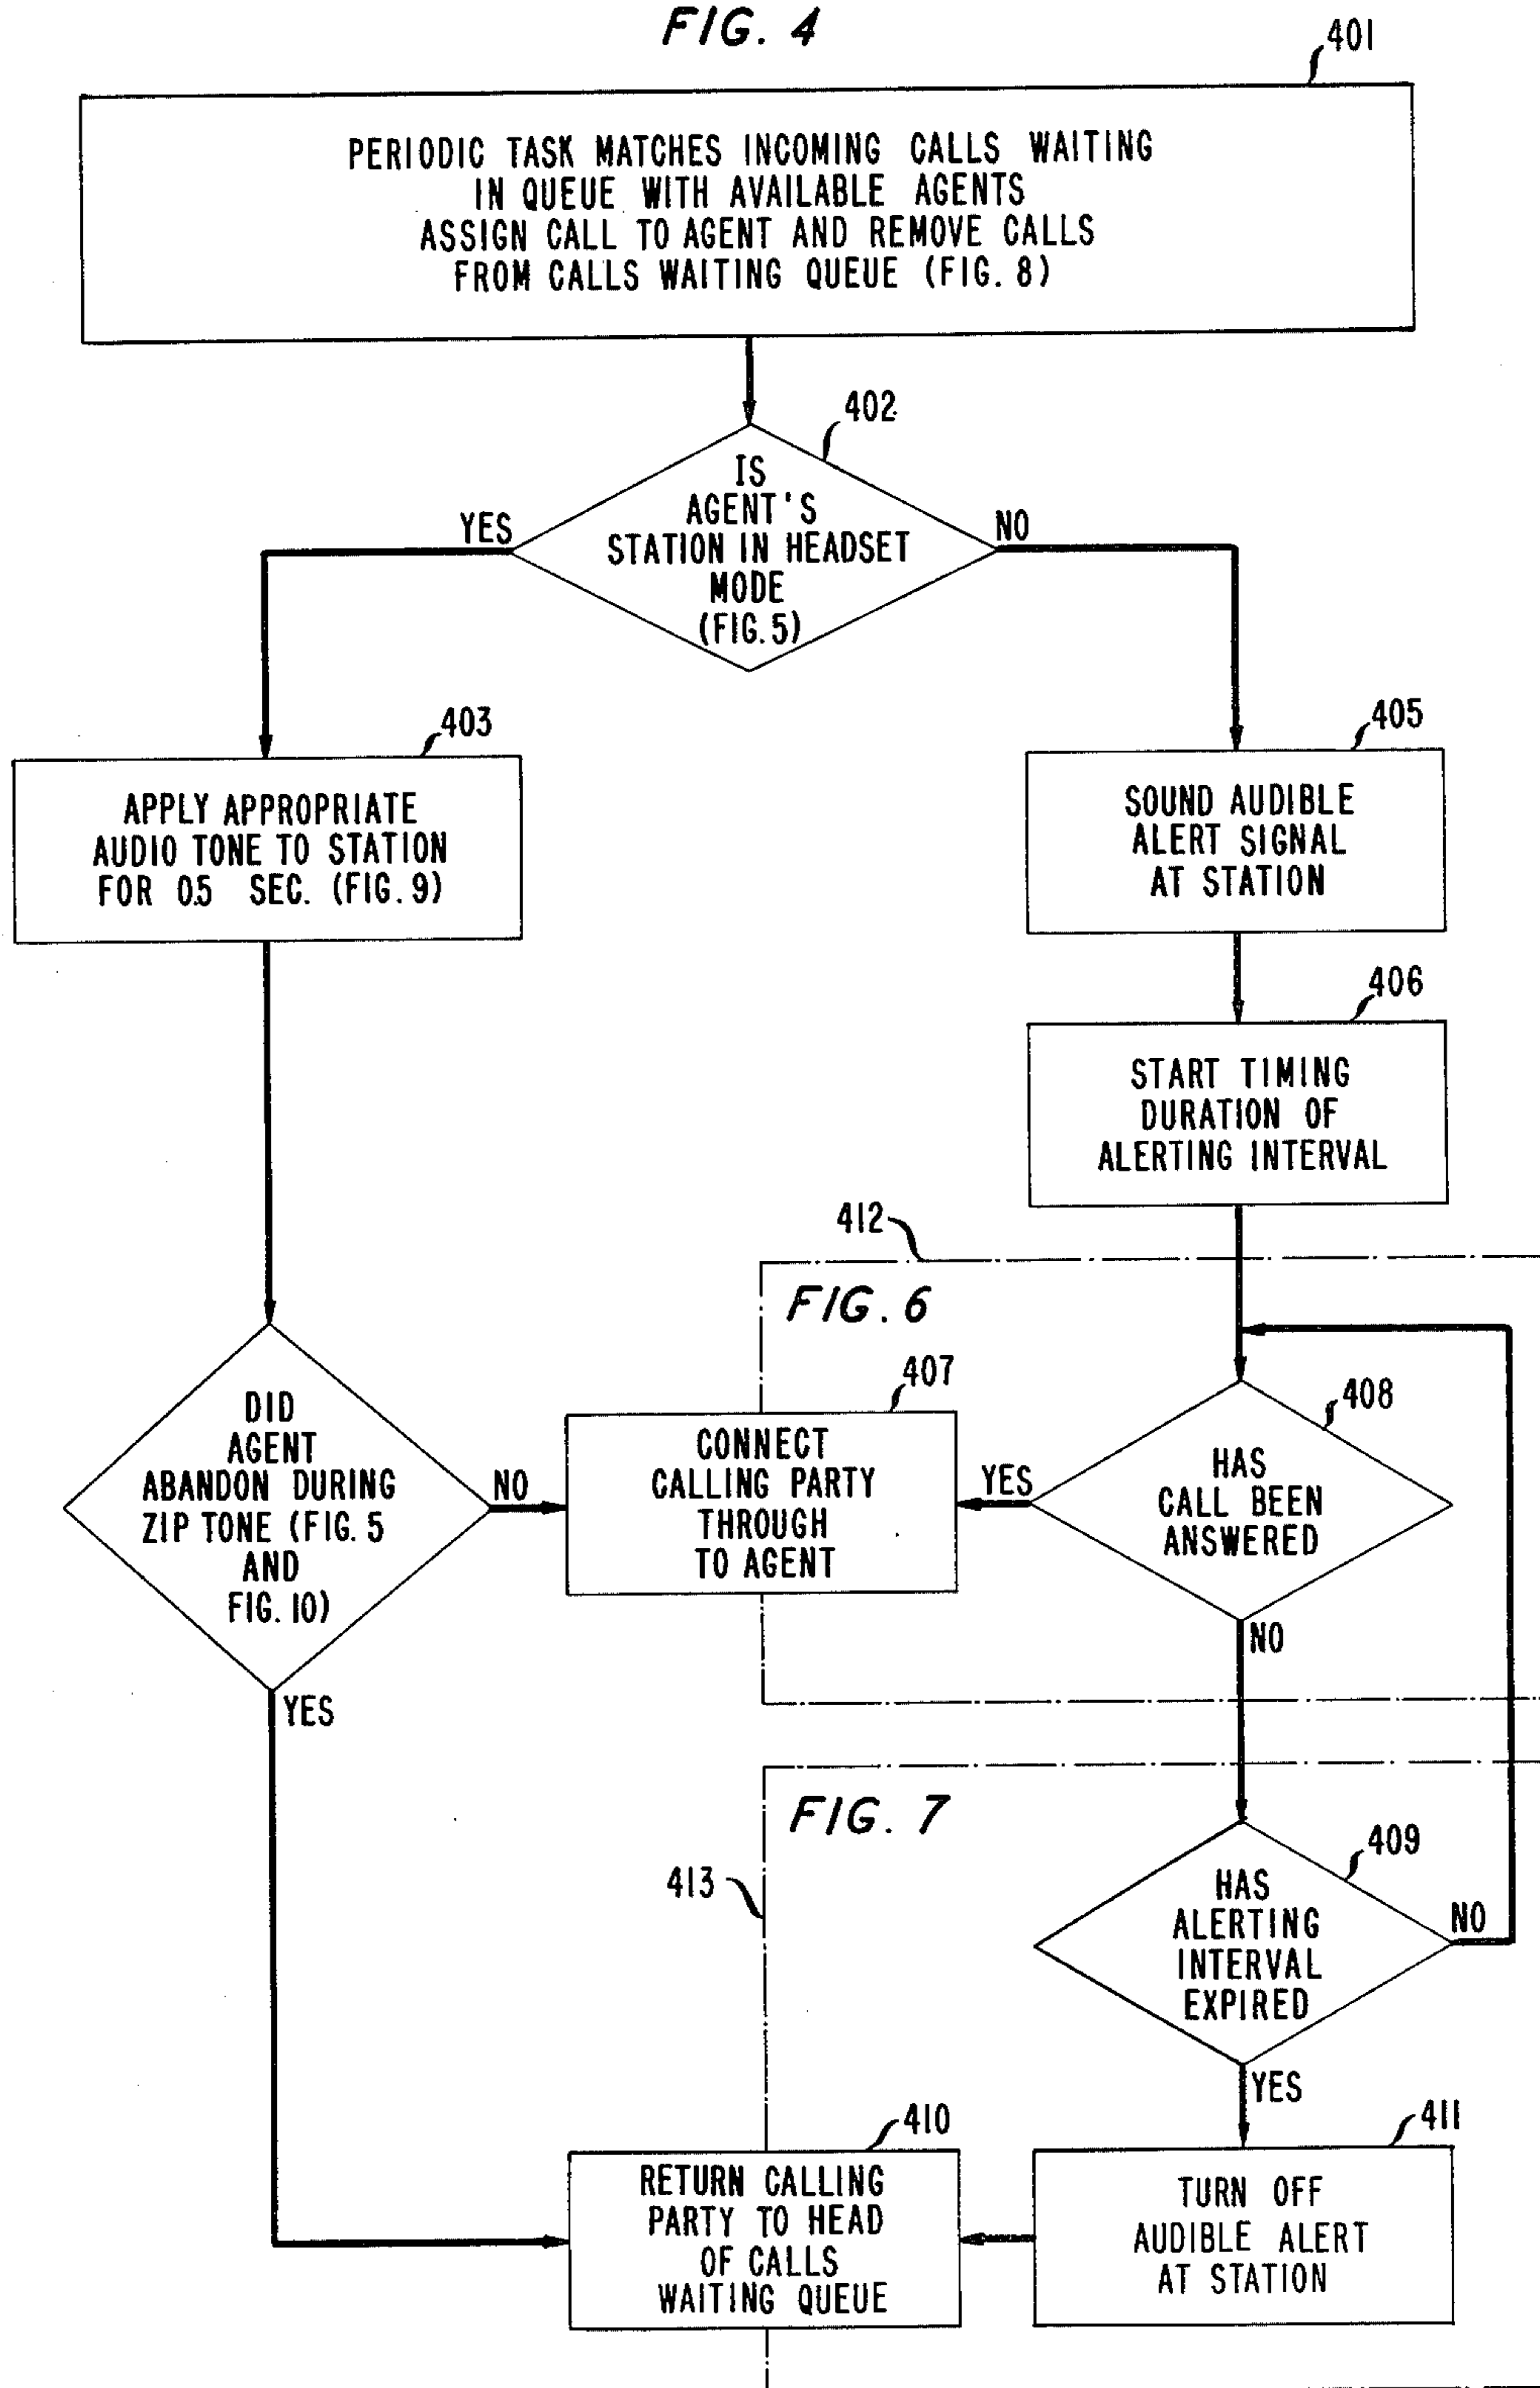 FIG. 4
401
PERIODIC TASK MATCHES INCOMING CALLS WAITING
IN QUEUE WITH AVAILABLE AGENTS
ASSIGN CALL TO AGENT AND REMOVE CALLS
FROM CALLS WAITING QUEUE (FIG. 8)
402
IS
AGENT'S
STATION IN HEADSET
MODE
(FIG. 5)
YES
NO
403
APPLY APPROPRIATE
AUDIO TONE TO STATION
FOR 0.5 SEC. (FIG. 9)
405
SOUND AUDIBLE
ALERT SIGNAL
AT STATION
406
START TIMING
DURATION OF
ALERTING INTERVAL
412
FIG. 6
DID
AGENT
ABANDON DURING
ZIP TONE (FIG. 5
AND
FIG. 10)
NO
YES
407
CONNECT
CALLING PARTY
THROUGH
TO AGENT
YES
408
HAS
CALL BEEN
ANSWERED
NO
FIG. 7
413
409
HAS
ALERTING
INTERVAL
EXPIRED
NO
YES
410
RETURN CALLING
PARTY TO HEAD
OF CALLS
WAITING QUEUE
411
TURN OFF
AUDIBLE ALERT
AT STATION